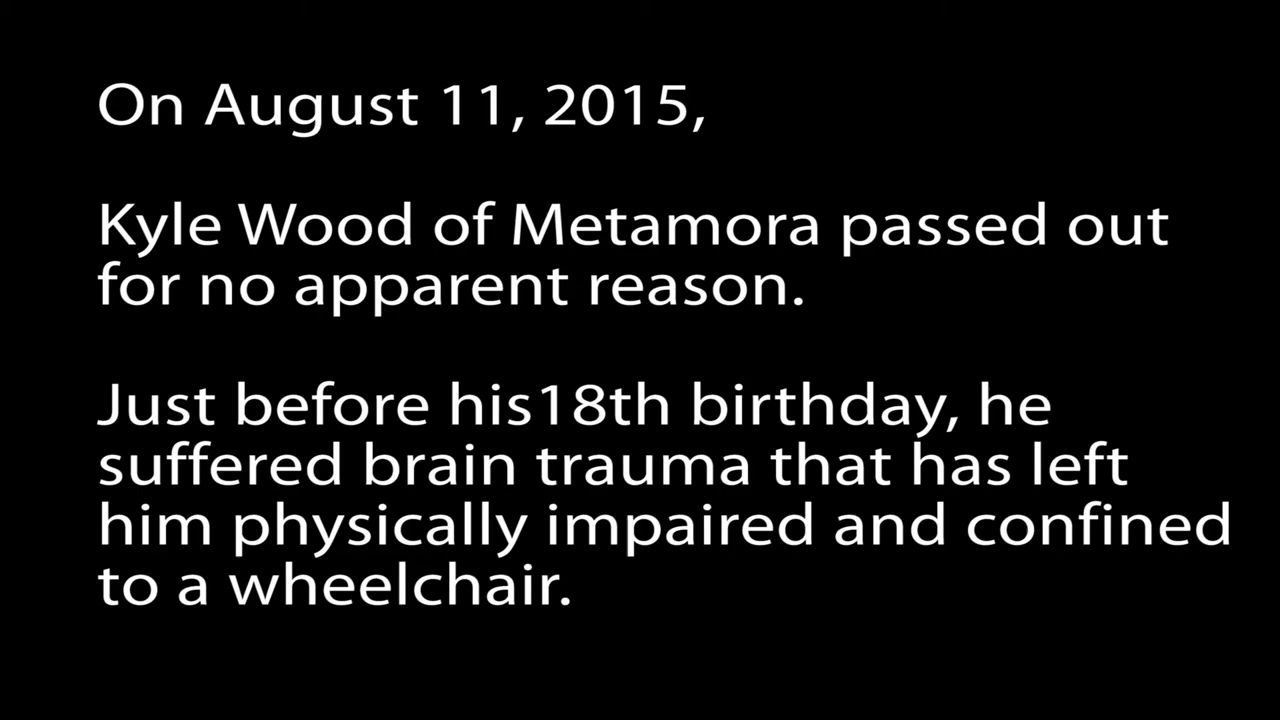 On August 11, 2015,
Kyle Wood of Metamora passed out
for no apparent reason.
Just before his18th birthday, he
suffered brain trauma that has left
him physically impaired and confined
to a wheelchair.